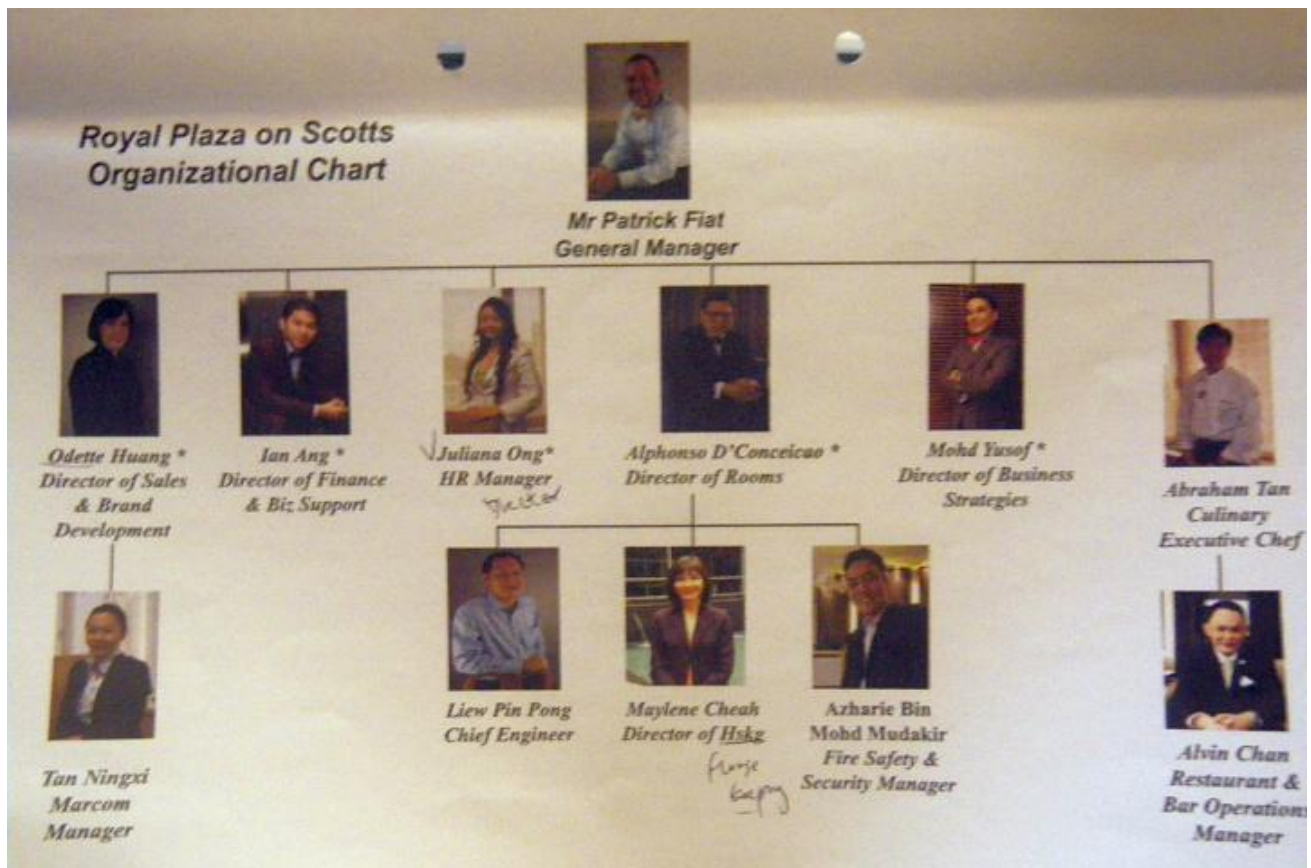 Royal Plaza on Scotts
Organizational Chart
Mr Patrick Fiat
General Manager
Odette Huang *
Director of Sales
& Brand
Development
Ian Ang *
Director of Finance
& Biz Support
Juliana Ong*
HR Manager
Alphonso D'Conceicao *
Director of Rooms
Mohd Yusof *
Director of Business
Strategies
Abraham Tan
Culinary
Executive Chef
Tan Ningxi
Marcom
Manager
Liew Pin Pong
Chief Engineer
Maylene Cheah
Director of Hskg
Azharie Bin
Mohd Mudakir
Fire Safety &
Security Manager
Alvin Chan
Restaurant &
Bar Operations
Manager